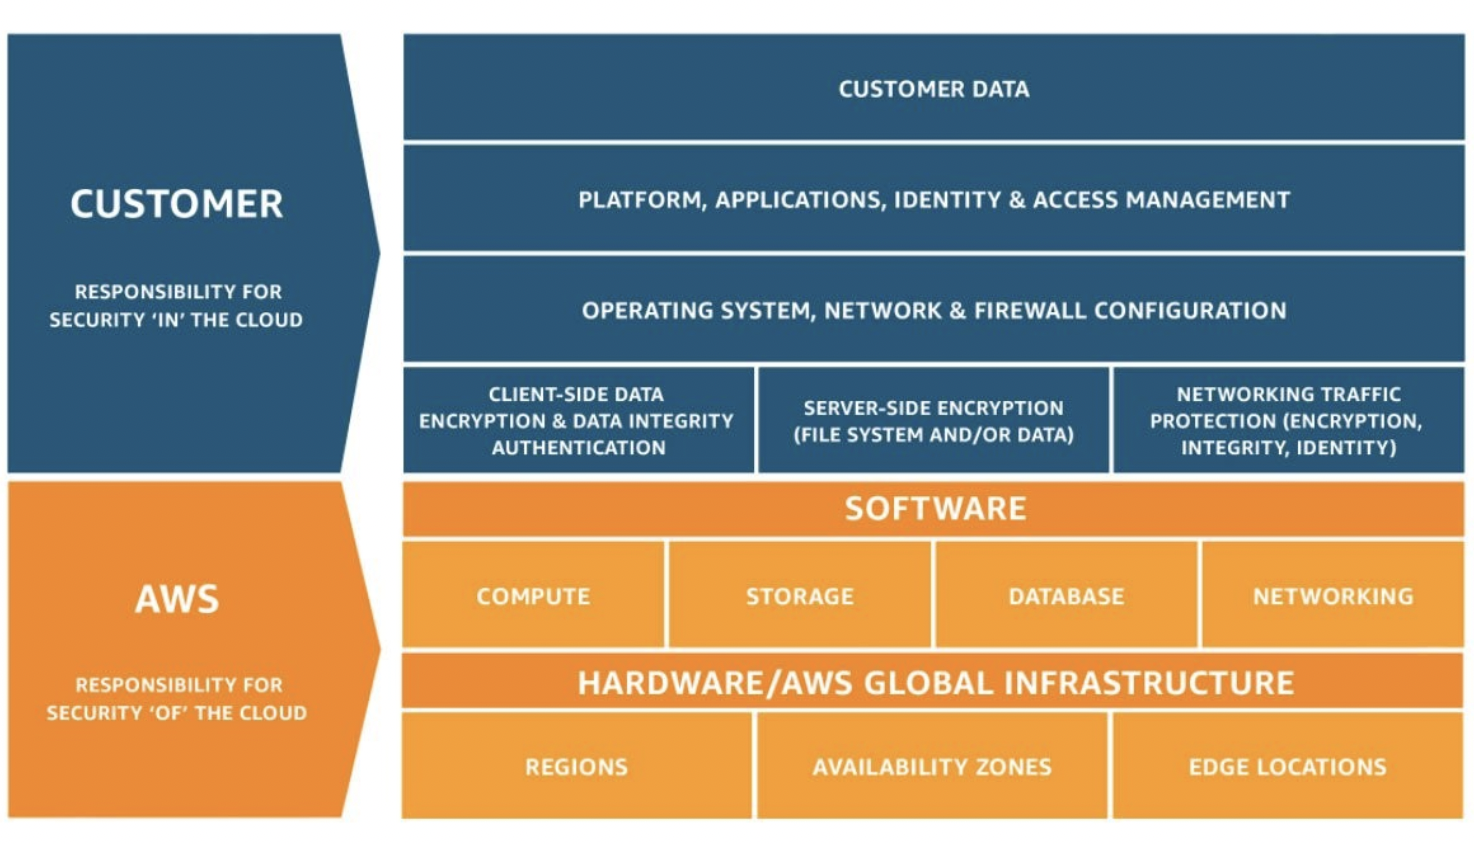 CUSTOMER
RESPONSIBILITY FOR
SECURITY ‘IN’ THE CLOUD
CUSTOMER DATA
PLATFORM, APPLICATIONS, IDENTITY & ACCESS MANAGEMENT
OPERATING SYSTEM, NETWORK & FIREWALL CONFIGURATION
CLIENT-SIDE DATA
ENCRYPTION & DATA INTEGRITY
AUTHENTICATION
SERVER-SIDE ENCRYPTION
(FILE SYSTEM AND/OR DATA)
NETWORKING TRAFFIC
PROTECTION (ENCRYPTION,
INTEGRITY, IDENTITY)
AWS
RESPONSIBILITY FOR
SECURITY ‘OF’ THE CLOUD
SOFTWARE
COMPUTE
STORAGE
DATABASE
NETWORKING
HARDWARE/AWS GLOBAL INFRASTRUCTURE
REGIONS
AVAILABILITY ZONES
EDGE LOCATIONS